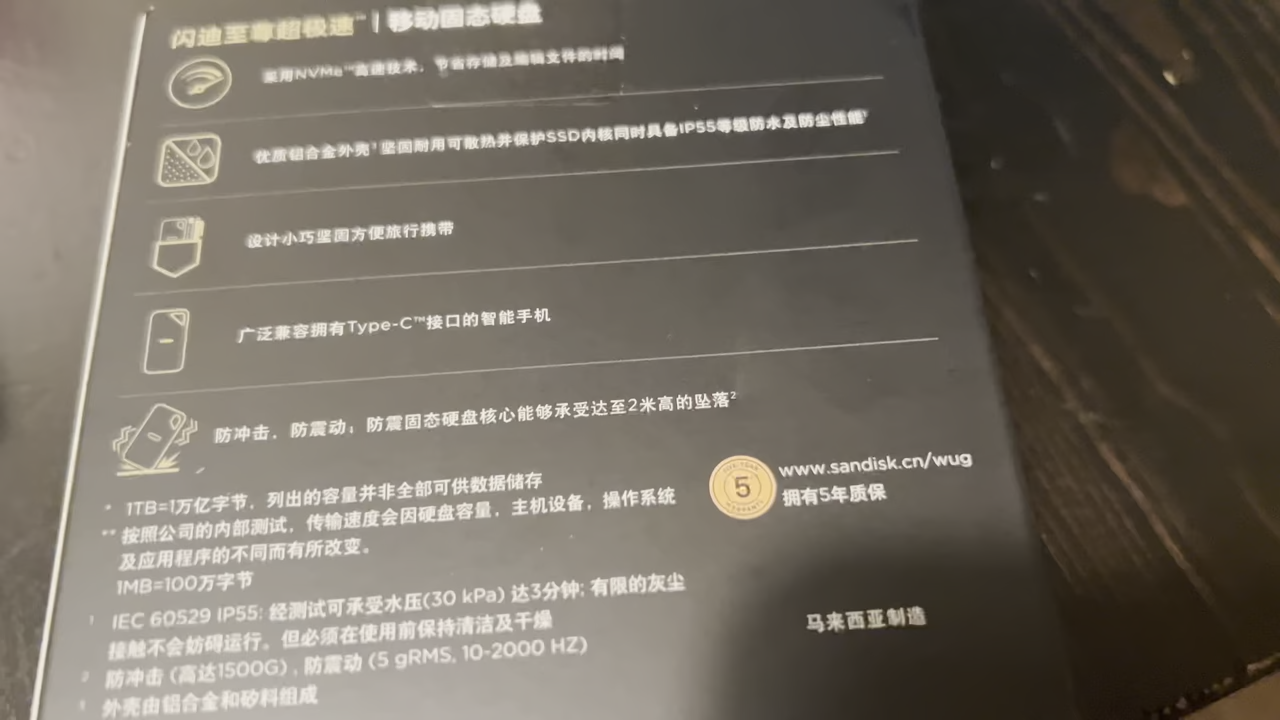 闪迪至尊超极速™ | 移动固态硬盘
采用NVMe™高速技术，节省存储及编辑文件的时间
优质铝合金外壳³坚固耐用可散热并保护SSD内核同时具备IP55等级防水及防尘性能¹
设计小巧坚固方便旅行携带
广泛兼容拥有Type-C™接口的智能手机
防冲击，防震动；防震固态硬盘核心能够承受达至2米高的坠落²
www.sandisk.cn/wug
5
拥有5年质保
* 1TB=1万亿字节，列出的容量并非全部可供数据储存
** 按照公司的内部测试，传输速度会因硬盘容量，主机设备，操作系统
及应用程序的不同而有所改变。
1MB=100万字节
¹ IEC 60529 IP55: 经测试可承受水压(30 kPa) 达3分钟; 有限的灰尘
接触不会妨碍运行。但必须在使用前保持清洁及干燥
² 防冲击 (高达1500G) , 防震动 (5 gRMS, 10-2000 HZ)
³ 外壳由铝合金和矽料组成
马来西亚制造